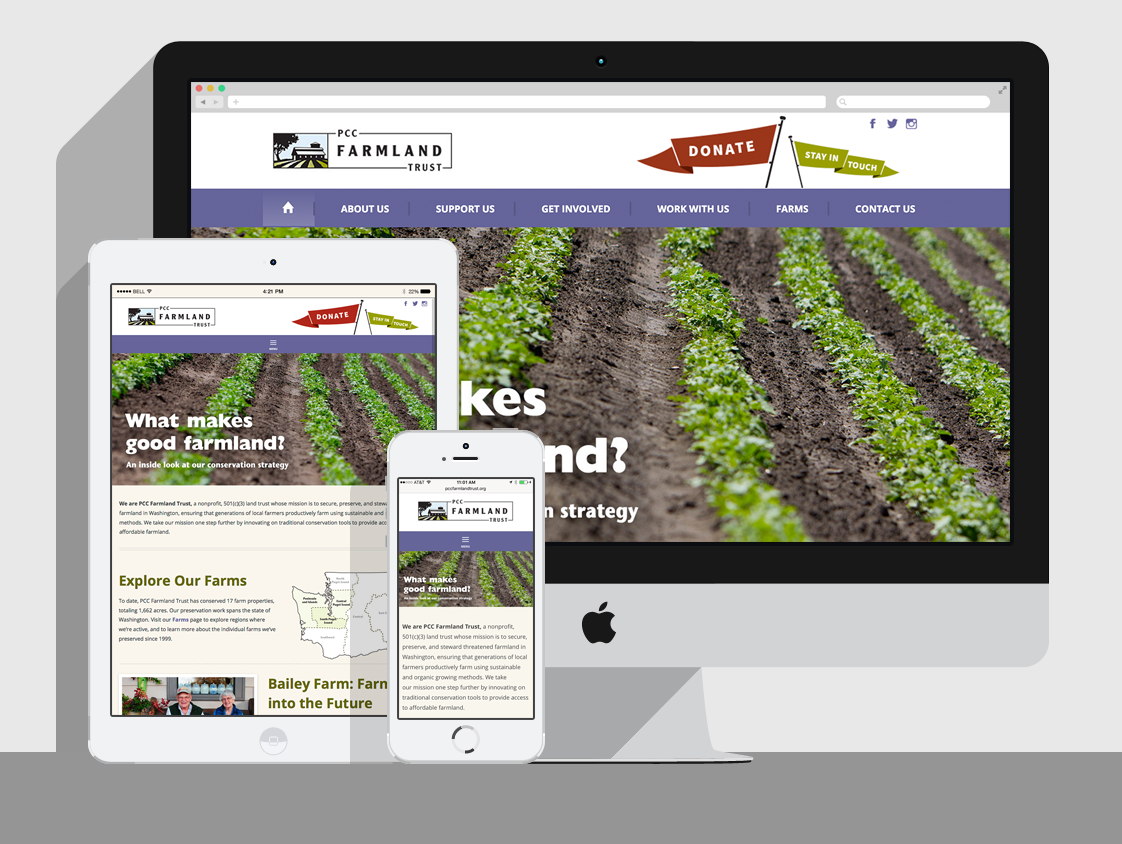 PCC
FARMLAND
TRUST
DONATE
STAY IN
TOUCH
ABOUT US
SUPPORT US
GET INVOLVED
WORK WITH US
FARMS
CONTACT US
kes
nd?
n strategy
BELL
4:21 PM
22%
PCC
FARMLAND
TRUST
DONATE
STAY IN
TOUCH
MENU
What makes
good farmland?
An inside look at our conservation strategy
We are PCC Farmland Trust, a nonprofit, 501(c)(3) land trust whose mission is to secure, preserve, and stew
farmland in Washington, ensuring that generations of local farmers productively farm using sustainable and
methods. We take our mission one step further by innovating on traditional conservation tools to provide acc
affordable farmland.
Explore Our Farms
To date, PCC Farmland Trust has conserved 17 farm properties,
totaling 1,662 acres. Our preservation work spans the state of
Washington. Visit our Farms page to explore regions where
we're active, and to learn more about the individual farms we've
preserved since 1999.
Bailey Farm: Farn
into the Future
AT&T
11:01 AM
pccfarmlandtrust.org
PCC
FARMLAND
TRUST
MENU
What makes
good farmland?
An inside look at our conservation strategy
We are PCC Farmland Trust, a nonprofit,
501(c)(3) land trust whose mission is to secure,
preserve, and steward threatened farmland in
Washington, ensuring that generations of local
farmers productively farm using sustainable
and organic growing methods. We take
our mission one step further by innovating on
traditional conservation tools to provide access
to affordable farmland.